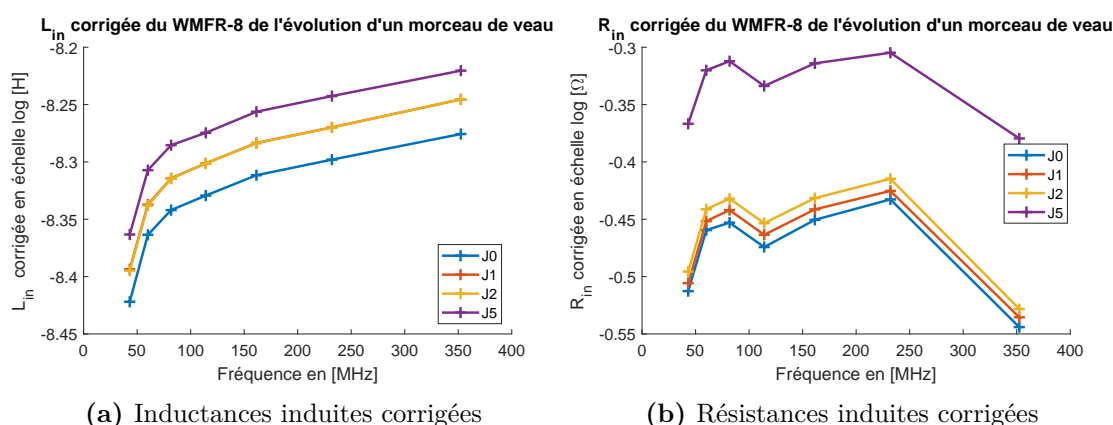 L_in corrigée du WMFR-8 de l'évolution d'un morceau de veau
L_in corrigée en échelle log [H]
-8.2
-8.25
-8.3
-8.35
-8.4
-8.45
0 50 100 150 200 250 300 350 400
Fréquence en [MHz]
J0
J1
J2
J5
(a) Inductances induites corrigées
R_in corrigée du WMFR-8 de l'évolution d'un morceau de veau
R_in corrigée en échelle log [Ω]
-0.3
-0.35
-0.4
-0.45
-0.5
-0.55
0 50 100 150 200 250 300 350 400
Fréquence en [MHz]
J0
J1
J2
J5
(b) Résistances induites corrigées